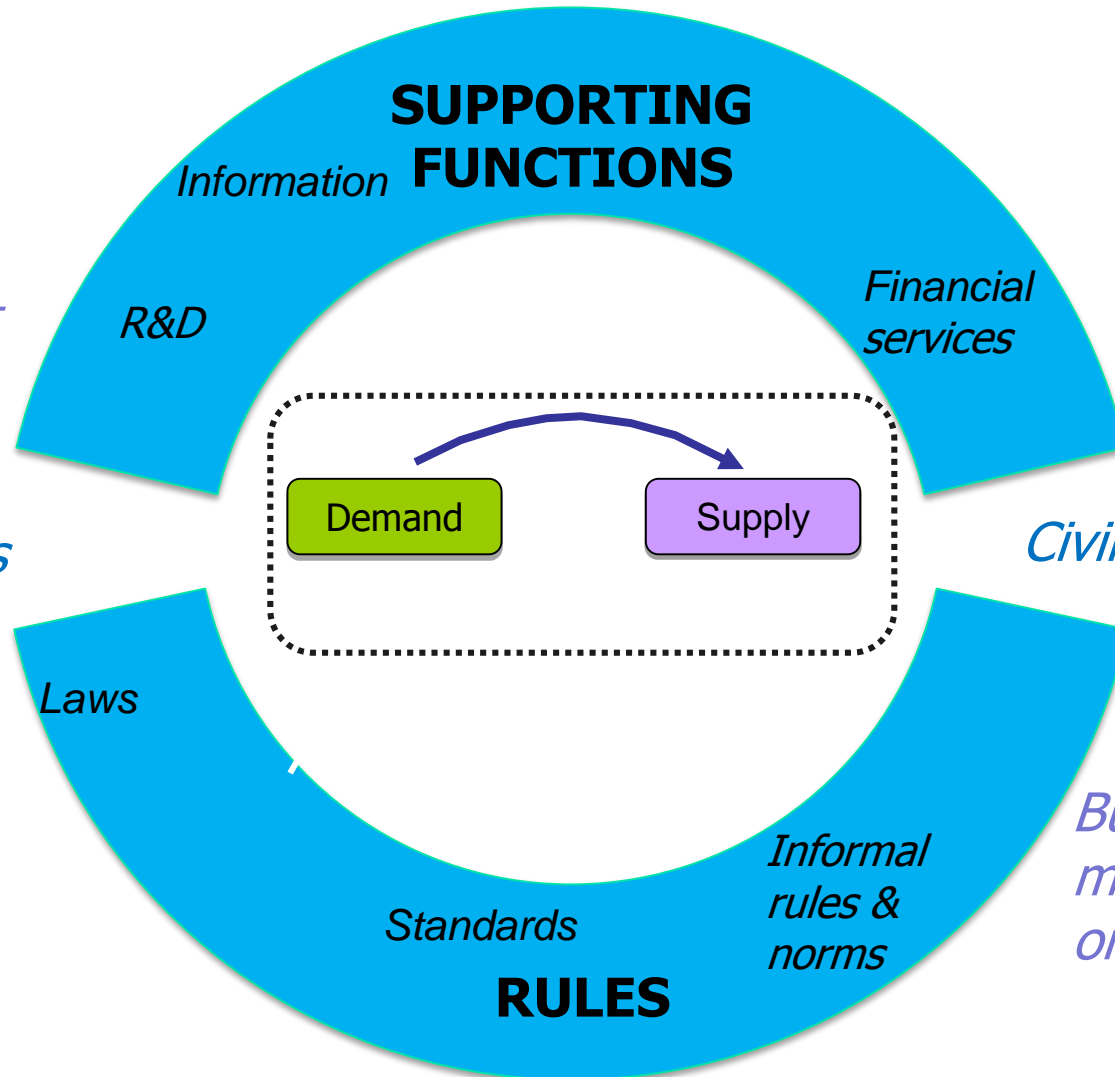 SUPPORTING
FUNCTIONS
Information
R&D
Financial
services
Demand
Supply
Laws
Informal
rules &
norms
Standards
RULES